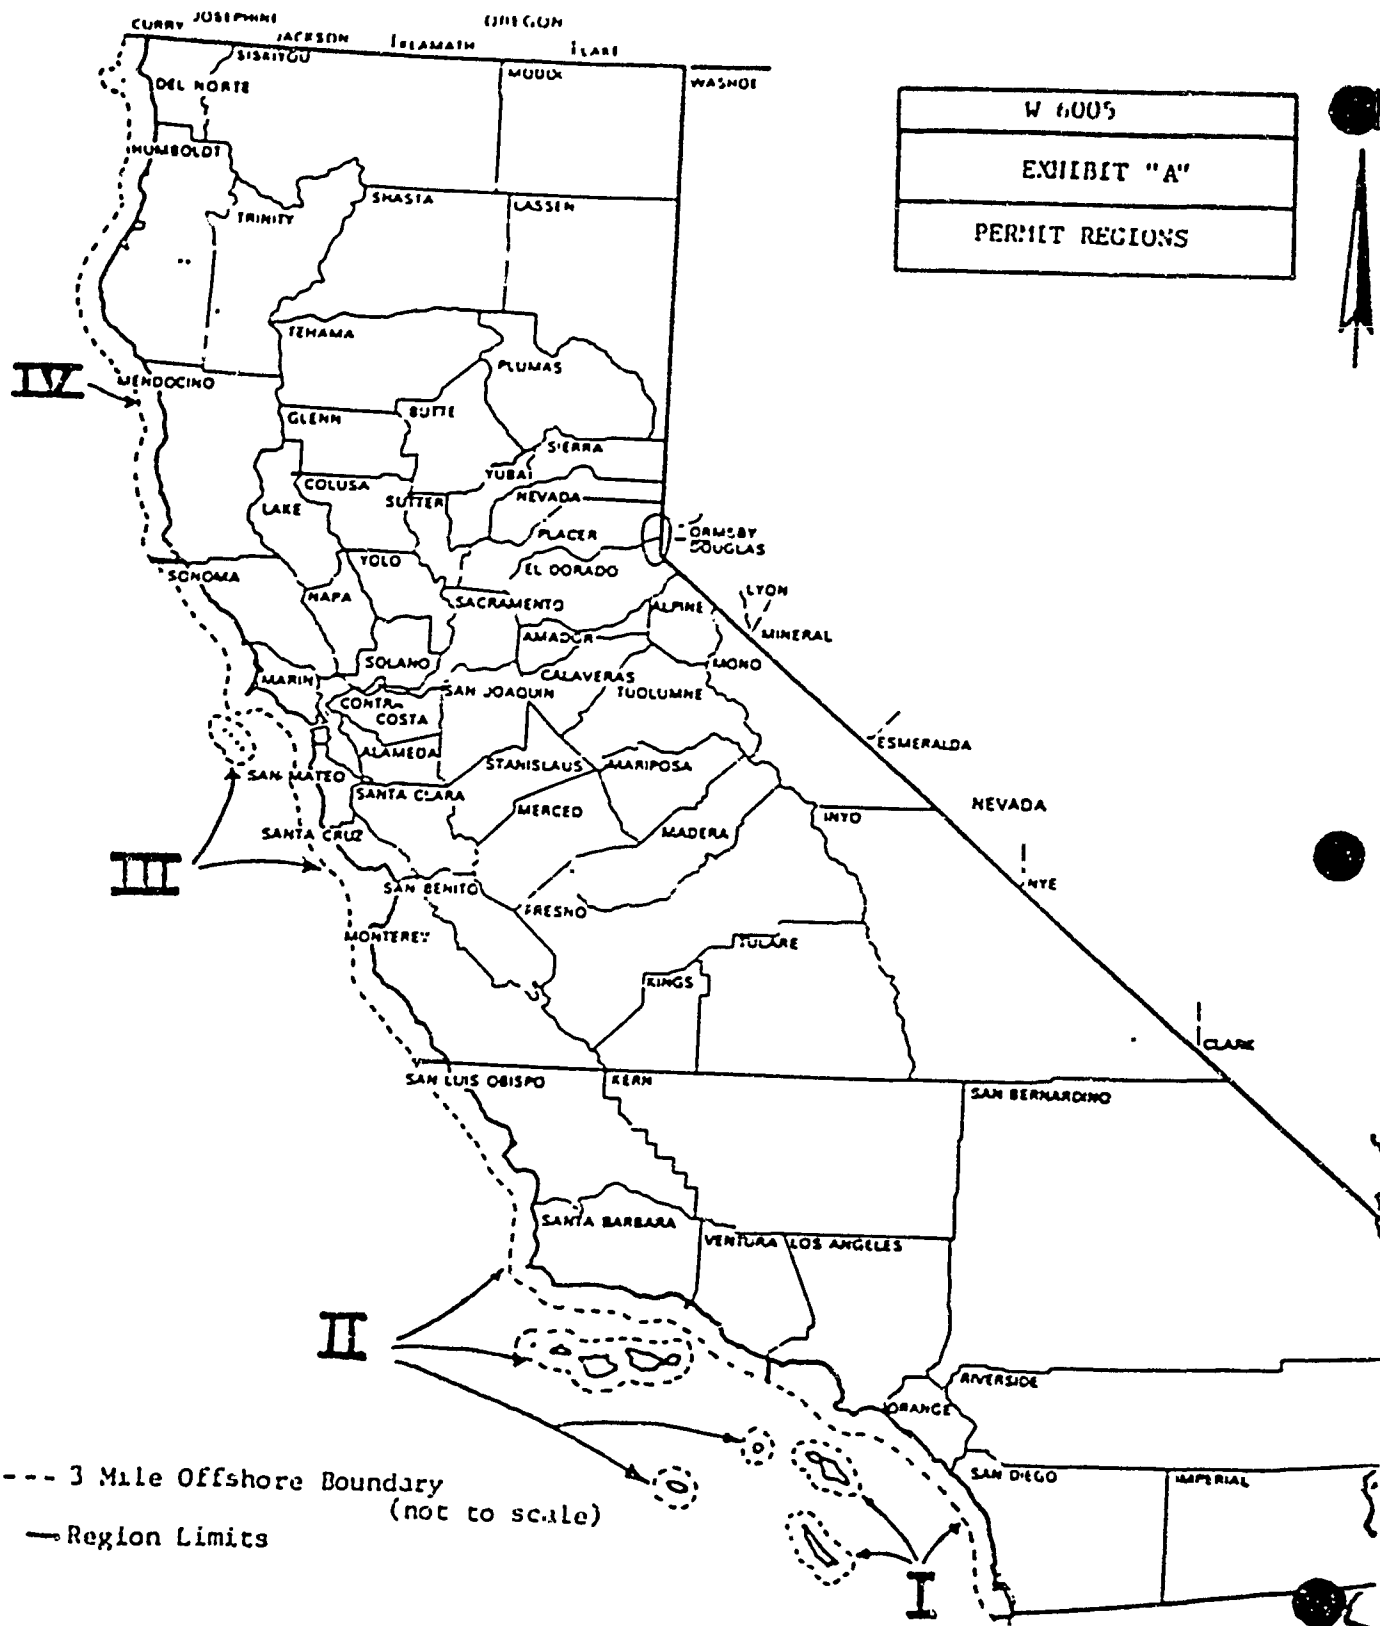 OREGON
CURRY JOSEPHINE
JACKSON KLAMATH LAKE
SISKIYOU
MODOC
WASHOE
DEL NORTE
W 6005
EXHIBIT "A"
PERMIT REGIONS
HUMBOLDT
TRINITY
SHASTA
LASSEN
TEHAMA
PLUMAS
IV
MENDOCINO
GLENN
BUTTE
SIERRA
YUBA
COLUSA
SUTTER
NEVADA
LAKE
PLACER
ORMSBY
DOUGLAS
YOLO
EL DORADO
SONOMA
NAPA
SACRAMENTO
ALPINE
LYON
MINERAL
AMADOR
SOLANO
MONO
MARIN
CALAVERAS
SAN JOAQUIN
TUOLUMNE
CONTRA
COSTA
ALAMEDA
ESMERALDA
STANISLAUS
MARIPOSA
SAN MATEO
SANTA CLARA
MERCED
NEVADA
INYO
SANTA CRUZ
MADERA
III
SAN BENITO
NYE
FRESNO
MONTEREY
TULARE
KINGS
CLARK
SAN LUIS OBISPO
KERN
SAN BERNARDINO
SANTA BARBARA
VENTURA
LOS ANGELES
II
RIVERSIDE
ORANGE
SAN DIEGO
IMPERIAL
--- 3 Mile Offshore Boundary
(not to scale)
Region Limits
I